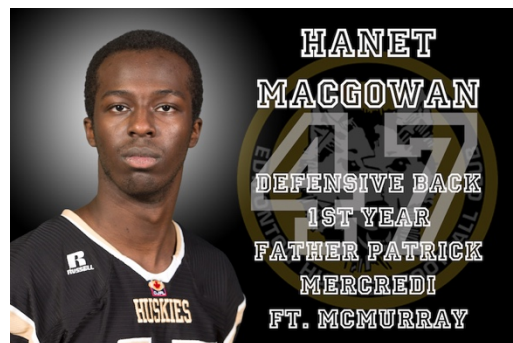 HANET
MACGOWAN
47
DEFENSIVE BACK
1ST YEAR
FATHER PATRICK
MERCREDI
FT. MCMURRAY
R
RUSSELL
HUSKIES